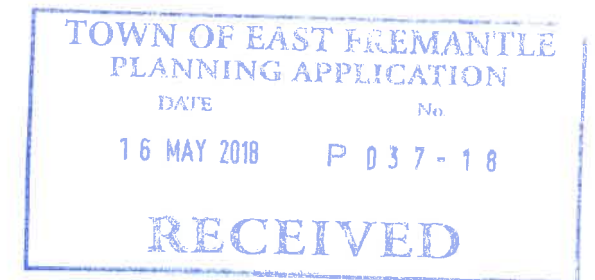 TOWN OF EAST FREMANTLE
PLANNING APPLICATION
DATE No.
16 MAY 2018 P 037-18
RECEIVED